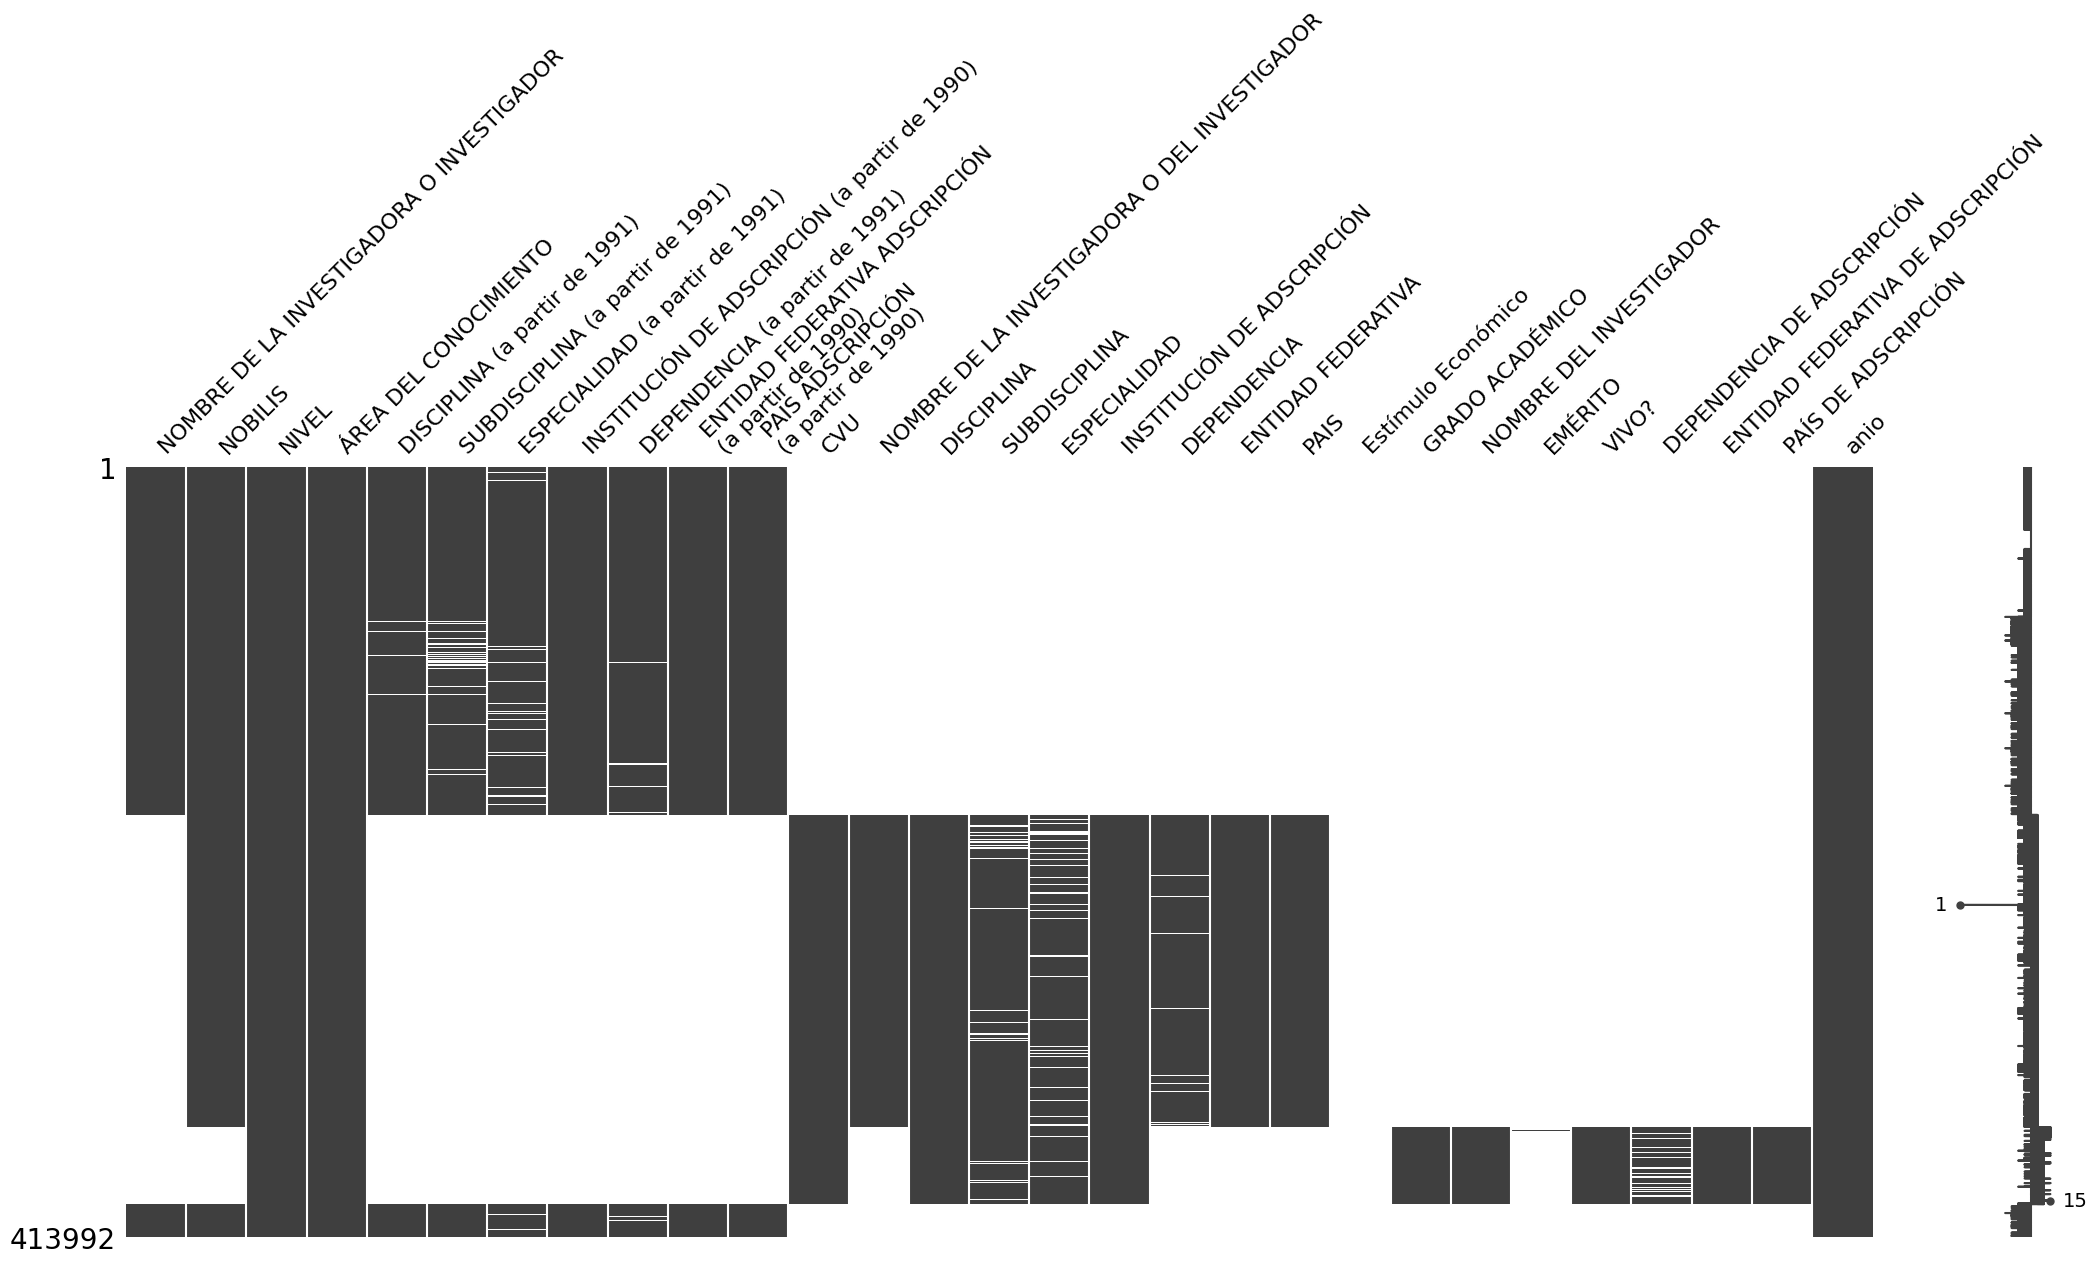 NOMBRE DE LA INVESTIGADORA O INVESTIGADOR
NOBILIS
NIVEL
ÁREA DEL CONOCIMIENTO
DISCIPLINA (a partir de 1991)
SUBDISCIPLINA (a partir de 1991)
ESPECIALIDAD (a partir de 1991)
INSTITUCIÓN DE ADSCRIPCIÓN (a partir de 1990)
DEPENDENCIA (a partir de 1991)
ENTIDAD FEDERATIVA ADSCRIPCIÓN
(a partir de 1990)
PAIS ADSCRIPCIÓN
(a partir de 1990)
CVU
NOMBRE DE LA INVESTIGADORA O DEL INVESTIGADOR
DISCIPLINA
SUBDISCIPLINA
ESPECIALIDAD
INSTITUCIÓN DE ADSCRIPCIÓN
DEPENDENCIA
ENTIDAD FEDERATIVA
PAIS
Estímulo Económico
GRADO ACADÉMICO
NOMBRE DEL INVESTIGADOR
EMÉRITO
VIVO?
DEPENDENCIA DE ADSCRIPCIÓN
ENTIDAD FEDERATIVA DE ADSCRIPCIÓN
PAÍS DE ADSCRIPCIÓN
anio
1
1
15
413992